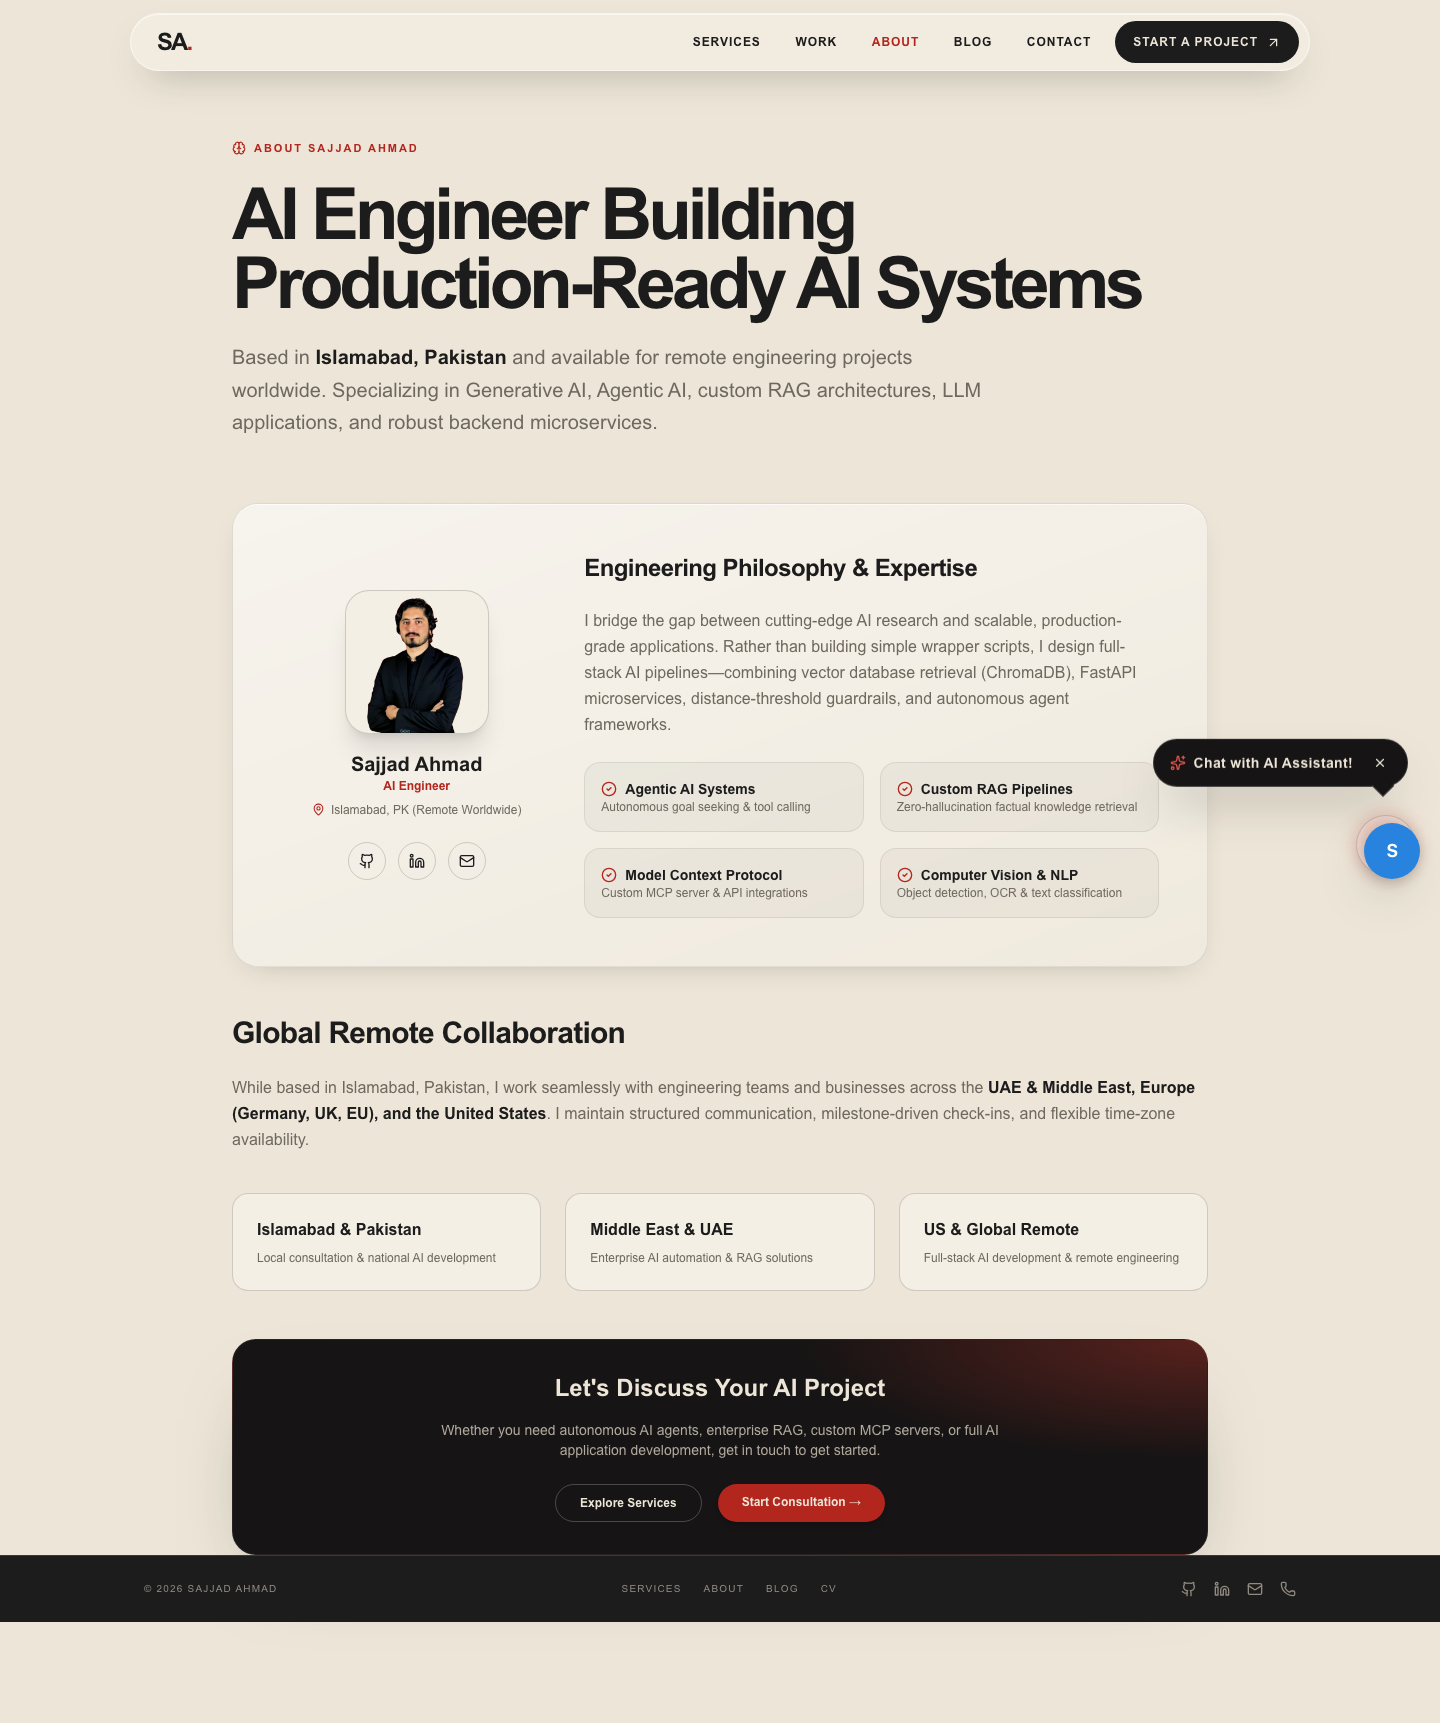 SA.
SERVICES
WORK
ABOUT
BLOG
CONTACT
START A PROJECT
ABOUT SAJJAD AHMAD
AI Engineer Building
Production-Ready AI Systems
Based in Islamabad, Pakistan and available for remote engineering projects
worldwide. Specializing in Generative AI, Agentic AI, custom RAG architectures, LLM
applications, and robust backend microservices.
Sajjad Ahmad
AI Engineer
Islamabad, PK (Remote Worldwide)
Engineering Philosophy & Expertise
I bridge the gap between cutting-edge AI research and scalable, production-
grade applications. Rather than building simple wrapper scripts, I design full-
stack AI pipelines—combining vector database retrieval (ChromaDB), FastAPI
microservices, distance-threshold guardrails, and autonomous agent
frameworks.
Agentic AI Systems
Autonomous goal seeking & tool calling
Custom RAG Pipelines
Zero-hallucination factual knowledge retrieval
Model Context Protocol
Custom MCP server & API integrations
Computer Vision & NLP
Object detection, OCR & text classification
Chat with AI Assistant!
S
Global Remote Collaboration
While based in Islamabad, Pakistan, I work seamlessly with engineering teams and businesses across the UAE & Middle East, Europe
(Germany, UK, EU), and the United States. I maintain structured communication, milestone-driven check-ins, and flexible time-zone
availability.
Islamabad & Pakistan
Local consultation & national AI development
Middle East & UAE
Enterprise AI automation & RAG solutions
US & Global Remote
Full-stack AI development & remote engineering
Let's Discuss Your AI Project
Whether you need autonomous AI agents, enterprise RAG, custom MCP servers, or full AI
application development, get in touch to get started.
Explore Services
Start Consultation →
© 2026 SAJJAD AHMAD
SERVICES
ABOUT
BLOG
CV